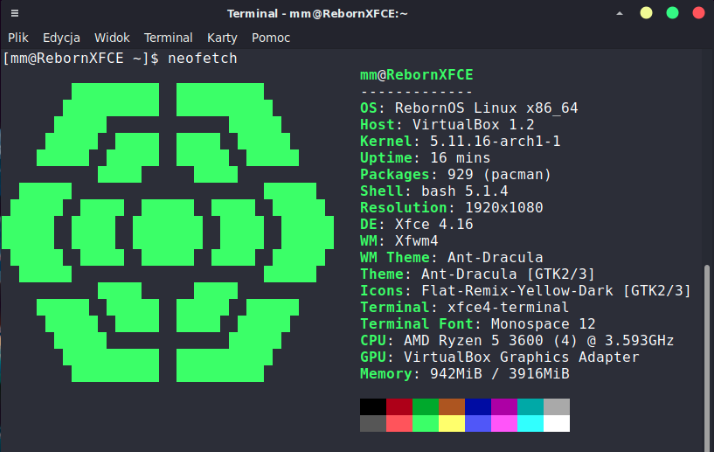 Terminal - mm@RebornXFCE:~
Plik Edycja Widok Terminal Karty Pomoc
[mm@RebornXFCE ~]$ neofetch
mm@RebornXFCE
-------------
OS: RebornOS Linux x86_64
Host: VirtualBox 1.2
Kernel: 5.11.16-arch1-1
Uptime: 16 mins
Packages: 929 (pacman)
Shell: bash 5.1.4
Resolution: 1920x1080
DE: Xfce 4.16
WM: Xfwm4
WM Theme: Ant-Dracula
Theme: Ant-Dracula [GTK2/3]
Icons: Flat-Remix-Yellow-Dark [GTK2/3]
Terminal: xfce4-terminal
Terminal Font: Monospace 12
CPU: AMD Ryzen 5 3600 (4) @ 3.593GHz
GPU: VirtualBox Graphics Adapter
Memory: 942MiB / 3916MiB